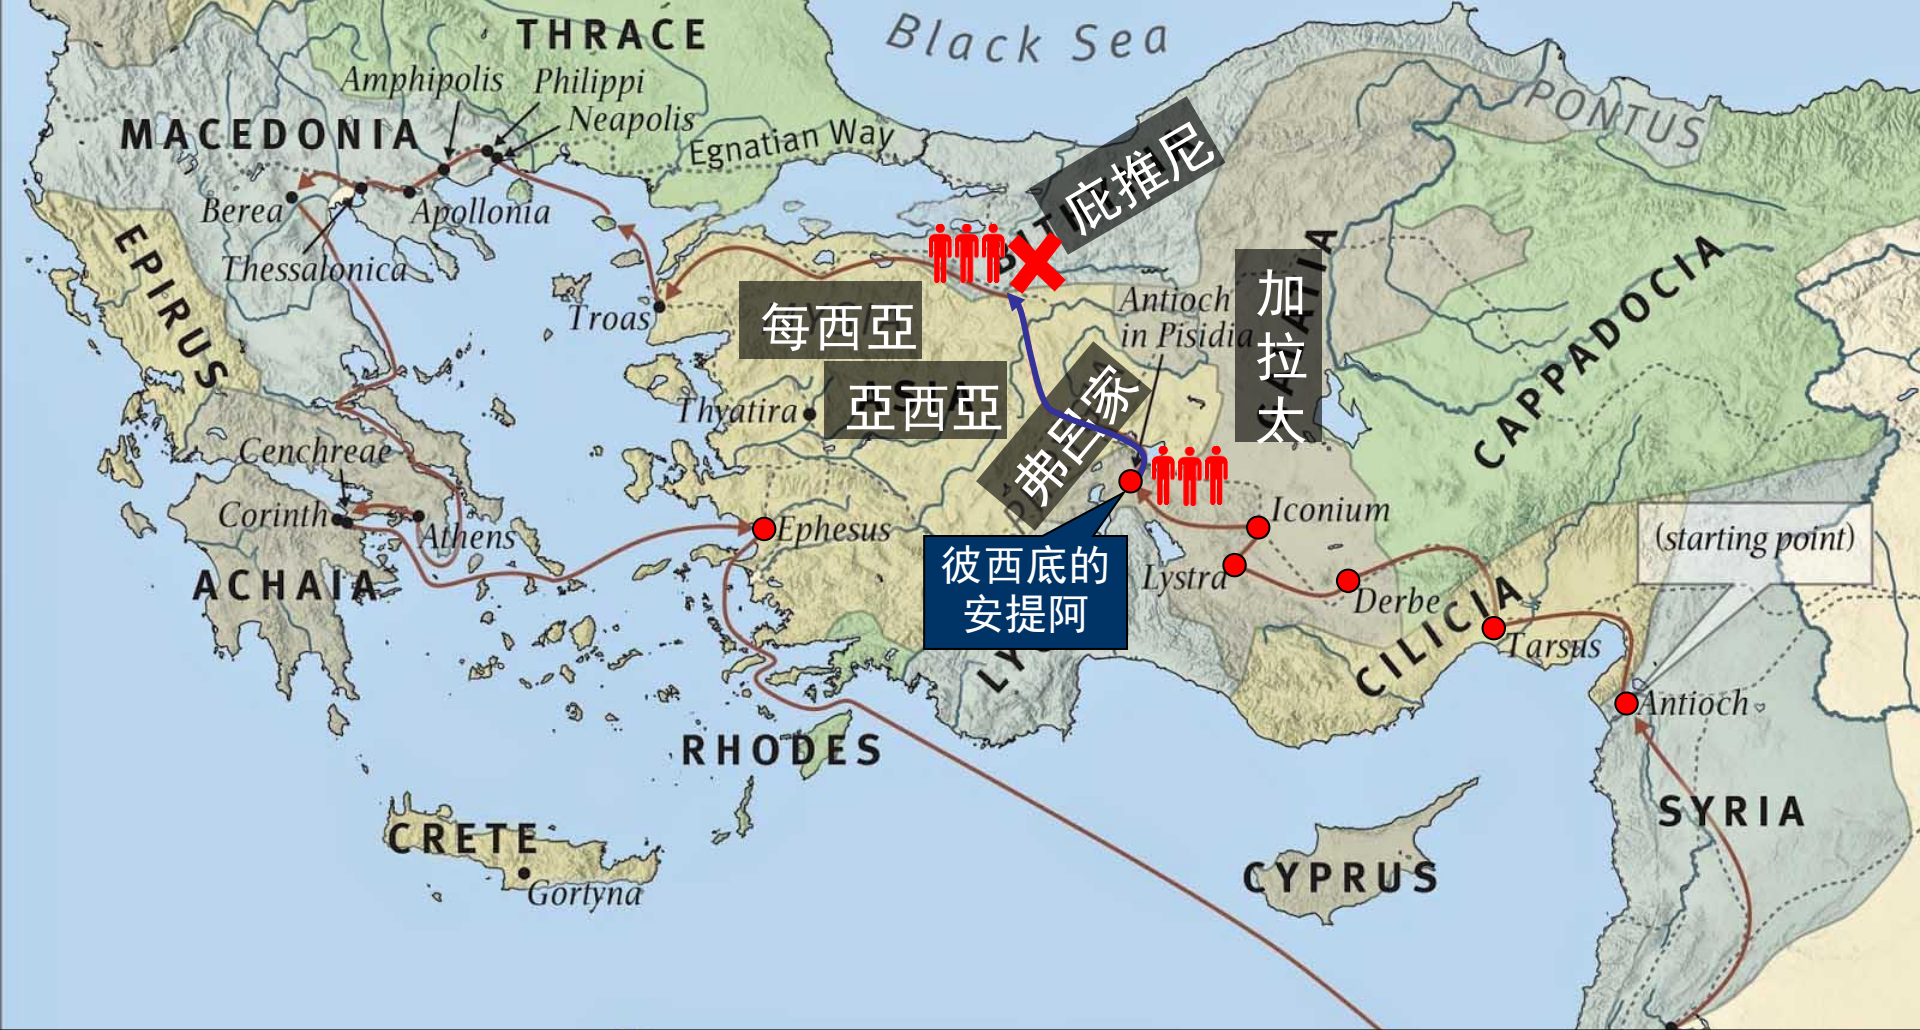 THRACE
Black Sea
Amphipolis
Philippi
Neapolis
MACEDONIA
Egnatian Way
PONTUS
庇推尼
Berea
Apollonia
Thessalonica
EPIRUS
Troas
每西亞
Antioch
in Pisidia
加
拉
太
CAPPADOCIA
Thyatira
亞西亞
弗呂家
Cenchreae
Corinth
Athens
Ephesus
Iconium
(starting point)
彼西底的
安提阿
Lystra
Derbe
ACHAIA
CILICIA
Tarsus
Antioch
RHODES
SYRIA
CRETE
Gortyna
CYPRUS